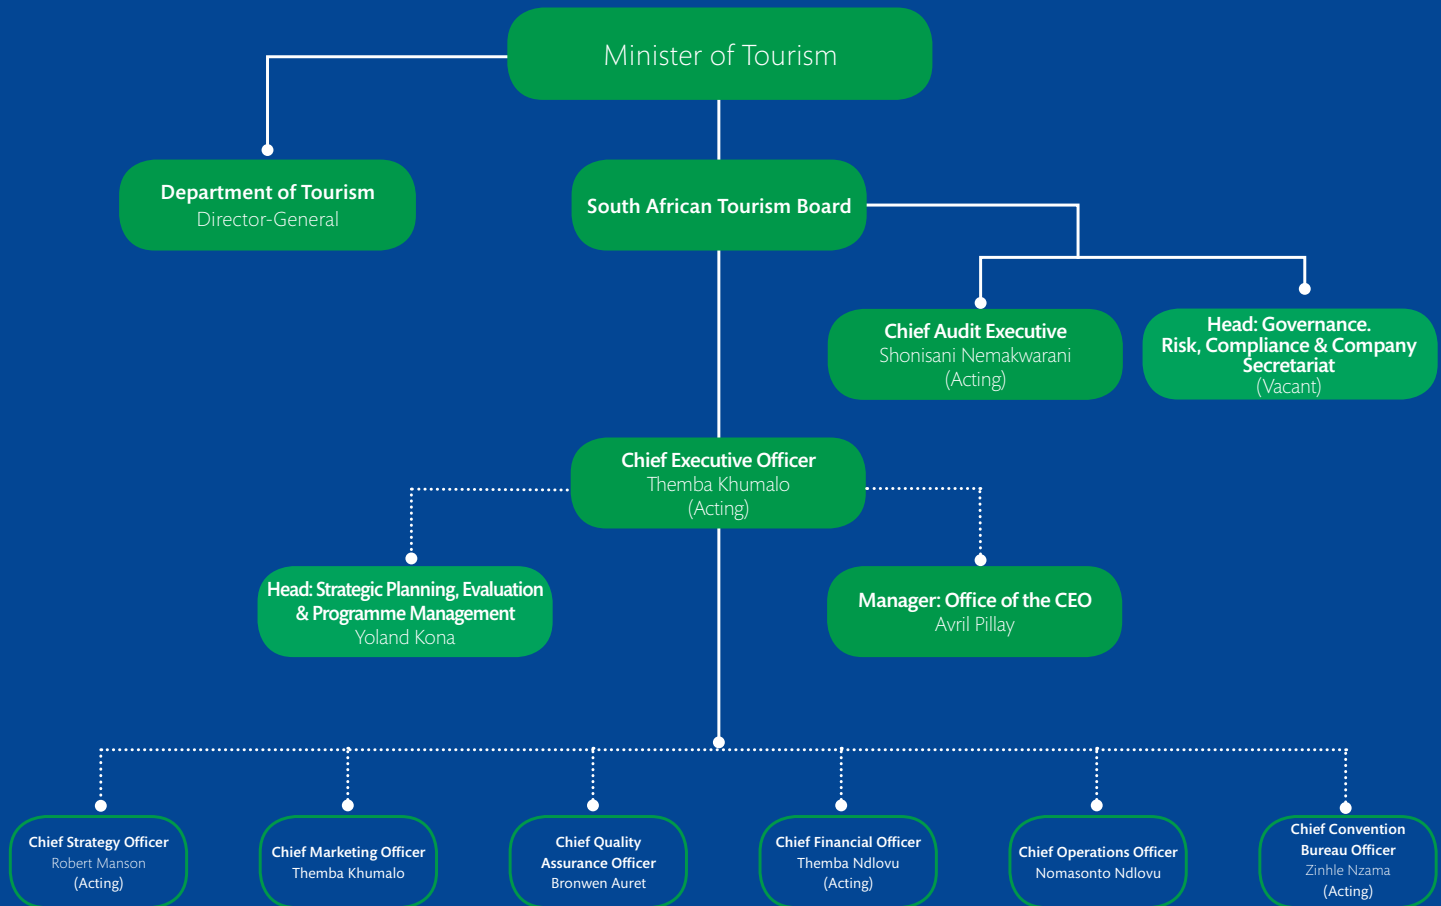 Minister of Tourism
Department of Tourism
Director-General
South African Tourism Board
Chief Audit Executive
Shonisani Nemakwarani
(Acting)
Head: Governance.
Risk, Compliance & Company
Secretariat
(Vacant)
Chief Executive Officer
Themba Khumalo
(Acting)
Head: Strategic Planning, Evaluation
& Programme Management
Yoland Kona
Manager: Office of the CEO
Avril Pillay
Chief Strategy Officer
Robert Manson
(Acting)
Chief Marketing Officer
Themba Khumalo
Chief Quality
Assurance Officer
Bronwen Auret
Chief Financial Officer
Themba Ndlovu
(Acting)
Chief Operations Officer
Nomasonto Ndlovu
Chief Convention
Bureau Officer
Zinhle Nzama
(Acting)